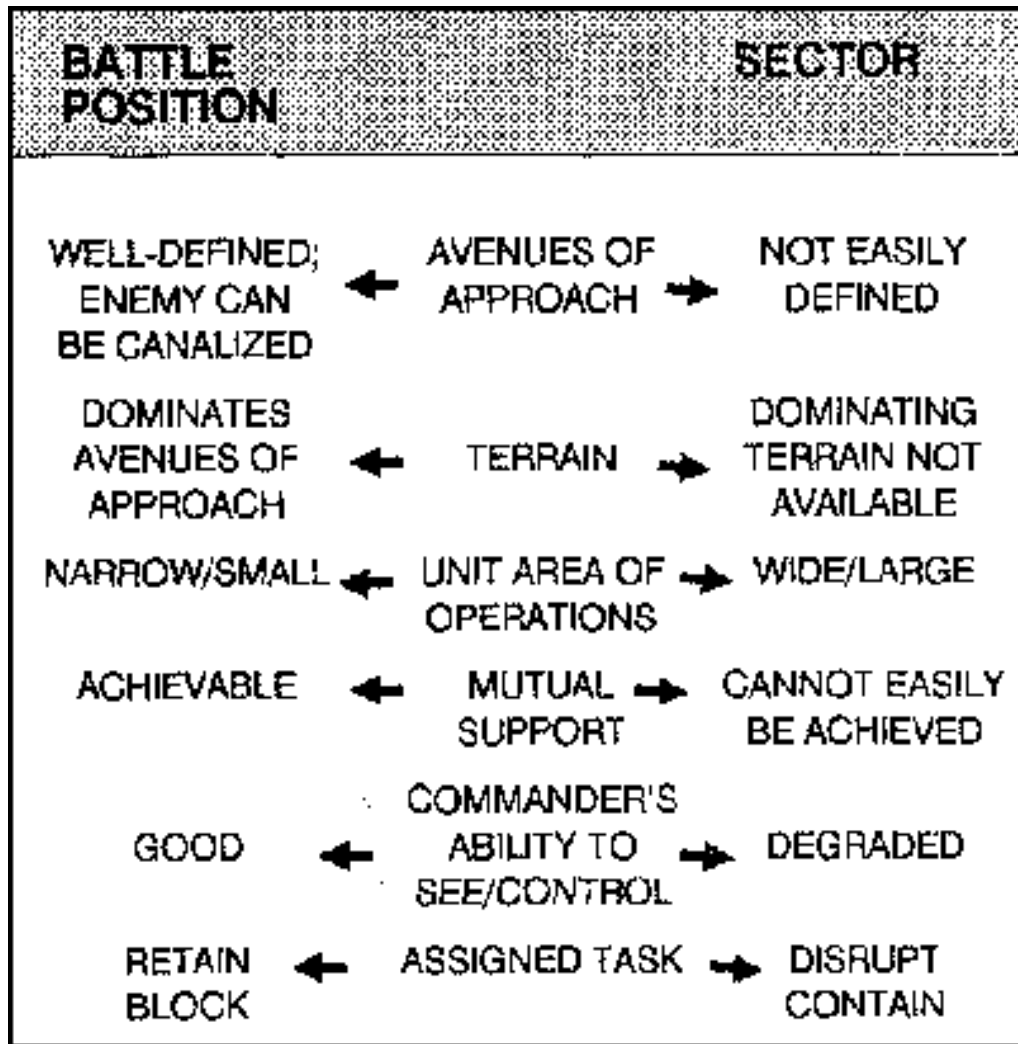 BATTLE
POSITION
SECTOR
WELL-DEFINED;
ENEMY CAN
BE CANALIZED
AVENUES OF
APPROACH
NOT EASILY
DEFINED
DOMINATES
AVENUES OF
APPROACH
TERRAIN
DOMINATING
TERRAIN NOT
AVAILABLE
NARROW/SMALL
UNIT AREA OF
OPERATIONS
WIDE/LARGE
ACHIEVABLE
MUTUAL
SUPPORT
CANNOT EASILY
BE ACHIEVED
GOOD
COMMANDER'S
ABILITY TO
SEE/CONTROL
DEGRADED
RETAIN
BLOCK
ASSIGNED TASK
DISRUPT
CONTAIN